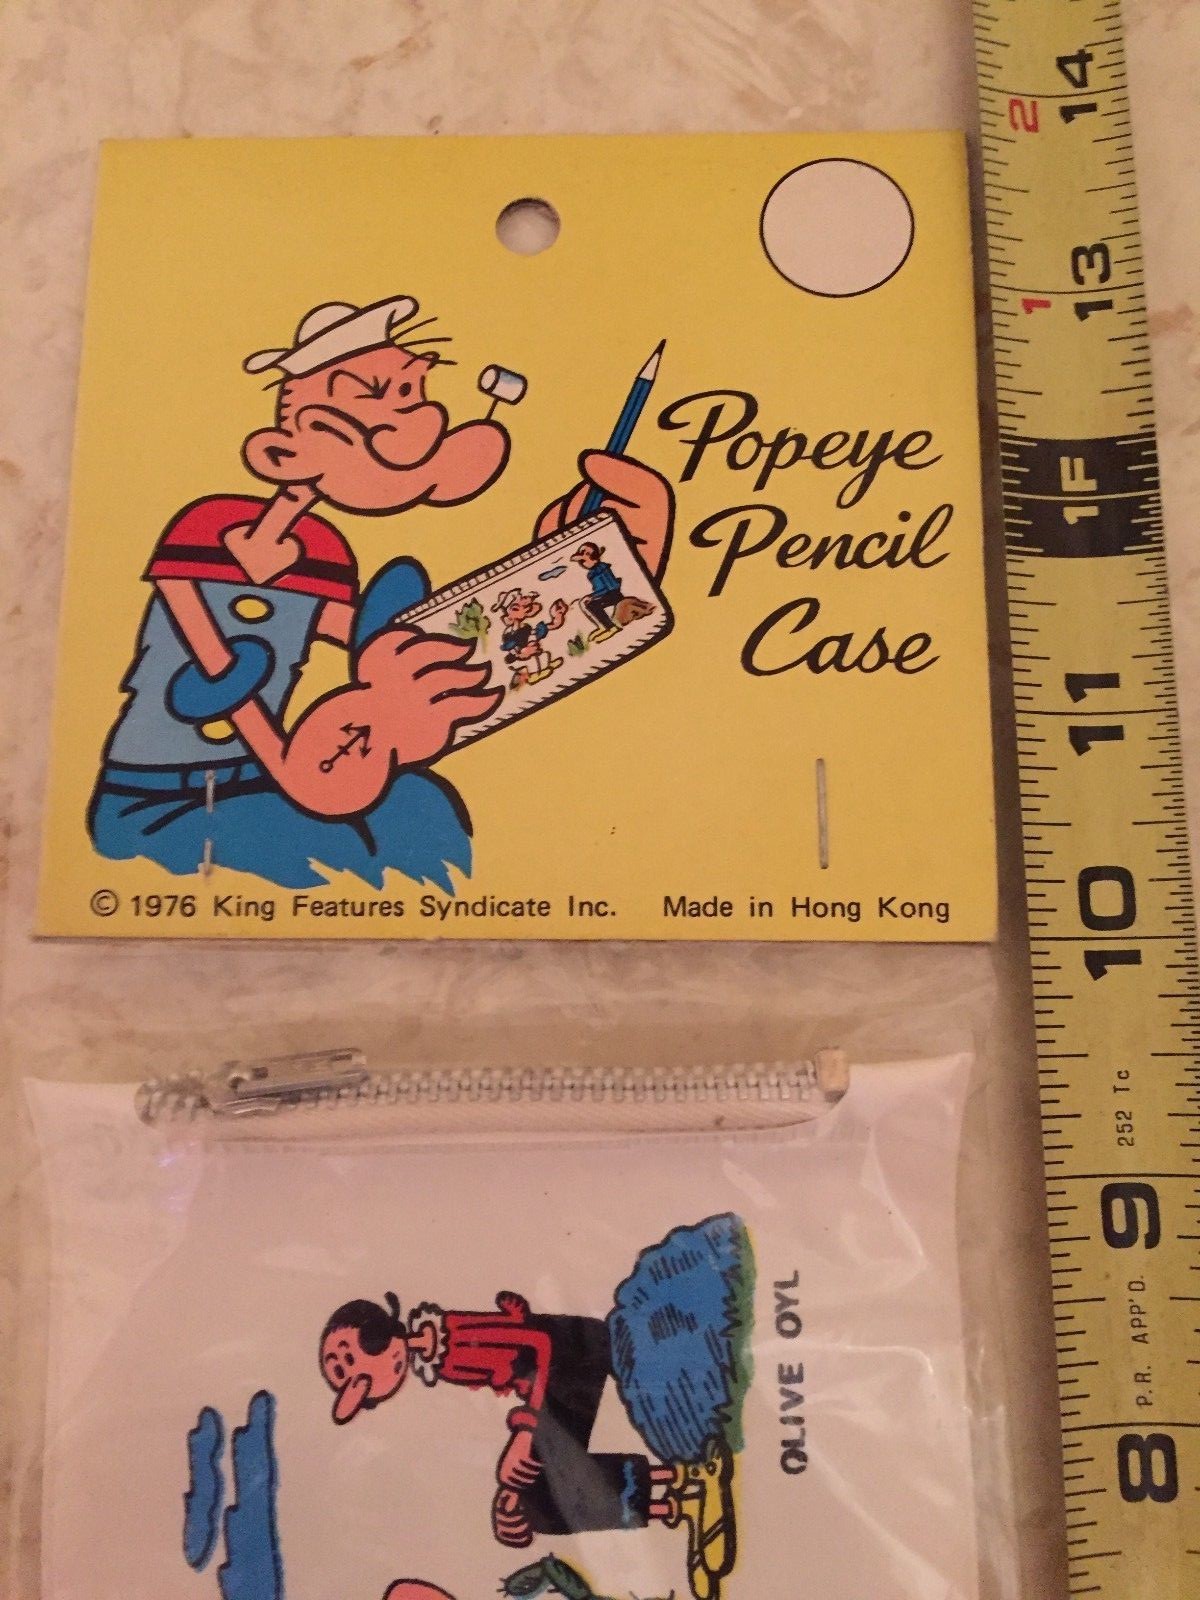 Popeye
Pencil
Case
© 1976 King Features Syndicate Inc. Made in Hong Kong
OLIVE OYL
2
14
1
13
1F
11
10
252 Tc
9
P.R. APP'D.
8